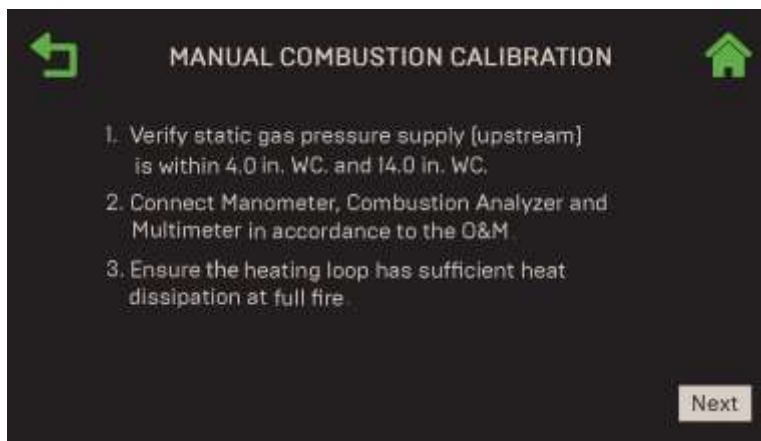 MANUAL COMBUSTION CALIBRATION
1. Verify static gas pressure supply (upstream)
is within 4.0 in. WC. and 14.0 in. WC.
2. Connect Manometer, Combustion Analyzer and
Multimeter in accordance to the O&M
3. Ensure the heating loop has sufficient heat
dissipation at full fire
Next